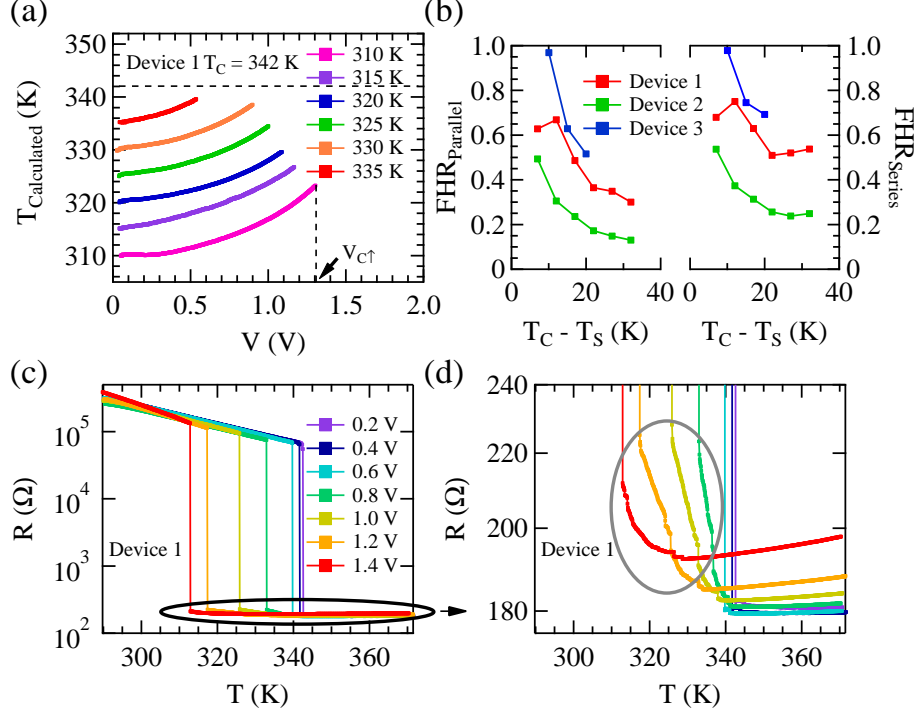 (a)
T_Calculated (K)
350
340
330
320
310
Device 1 T_C = 342 K
310 K
315 K
320 K
325 K
330 K
335 K
V_C↑
0.0
0.4
0.8
1.2
1.6
2.0
V (V)
(b)
FHR_Parallel
1.0
0.8
0.6
0.4
0.2
0
Device 1
Device 2
Device 3
1.0
0.8
0.6
0.4
0.2
0
FHR_Series
0
20
40
0
20
40
T_C - T_S (K)
T_C - T_S (K)
(c)
R (Ω)
10^5
10^4
10^3
10^2
0.2 V
0.4 V
0.6 V
0.8 V
1.0 V
1.2 V
1.4 V
Device 1
300
320
340
360
T (K)
(d)
R (Ω)
240
220
200
180
Device 1
300
320
340
360
T (K)